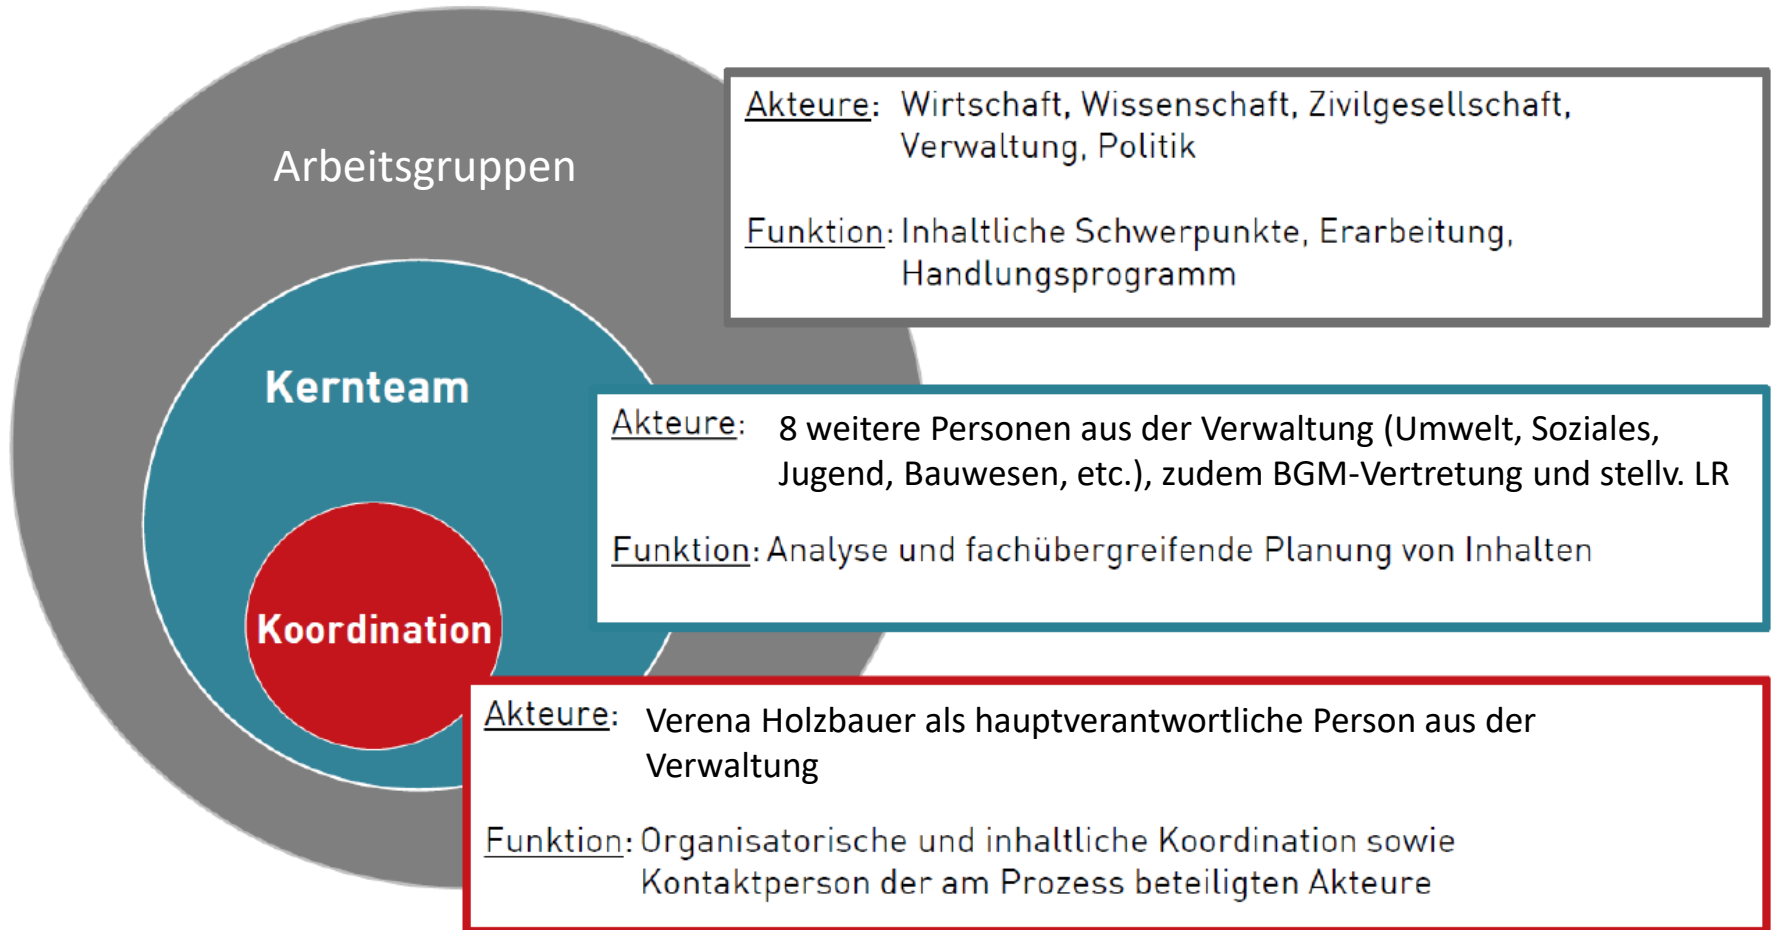 Arbeitsgruppen
Akteure: Wirtschaft, Wissenschaft, Zivilgesellschaft,
Verwaltung, Politik
Funktion: Inhaltliche Schwerpunkte, Erarbeitung,
Handlungsprogramm
Kernteam
Akteure: 8 weitere Personen aus der Verwaltung (Umwelt, Soziales,
Jugend, Bauwesen, etc.), zudem BGM-Vertretung und stellv. LR
Funktion: Analyse und fachübergreifende Planung von Inhalten
Koordination
Akteure: Verena Holzbauer als hauptverantwortliche Person aus der
Verwaltung
Funktion: Organisatorische und inhaltliche Koordination sowie
Kontaktperson der am Prozess beteiligten Akteure